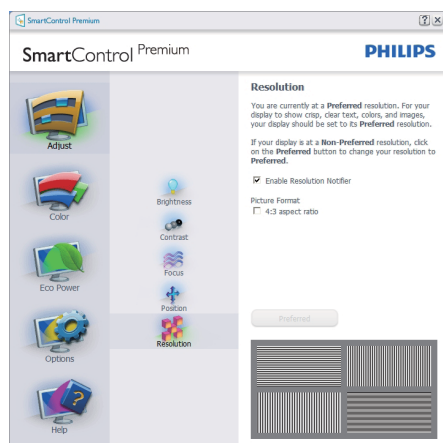 SmartControl Premium
SmartControl Premium
PHILIPS
Adjust
Color
Eco Power
Options
Help
Brightness
Contrast
Focus
Position
Resolution
Resolution
You are currently at a Preferred resolution. For your
display to show crisp, clear text, colors, and images,
your display should be set to its Preferred resolution.
If your display is at a Non-Preferred resolution, click
on the Preferred button to change your resolution to
Preferred.
Enable Resolution Notifier
Picture Format
4:3 aspect ratio
Preferred